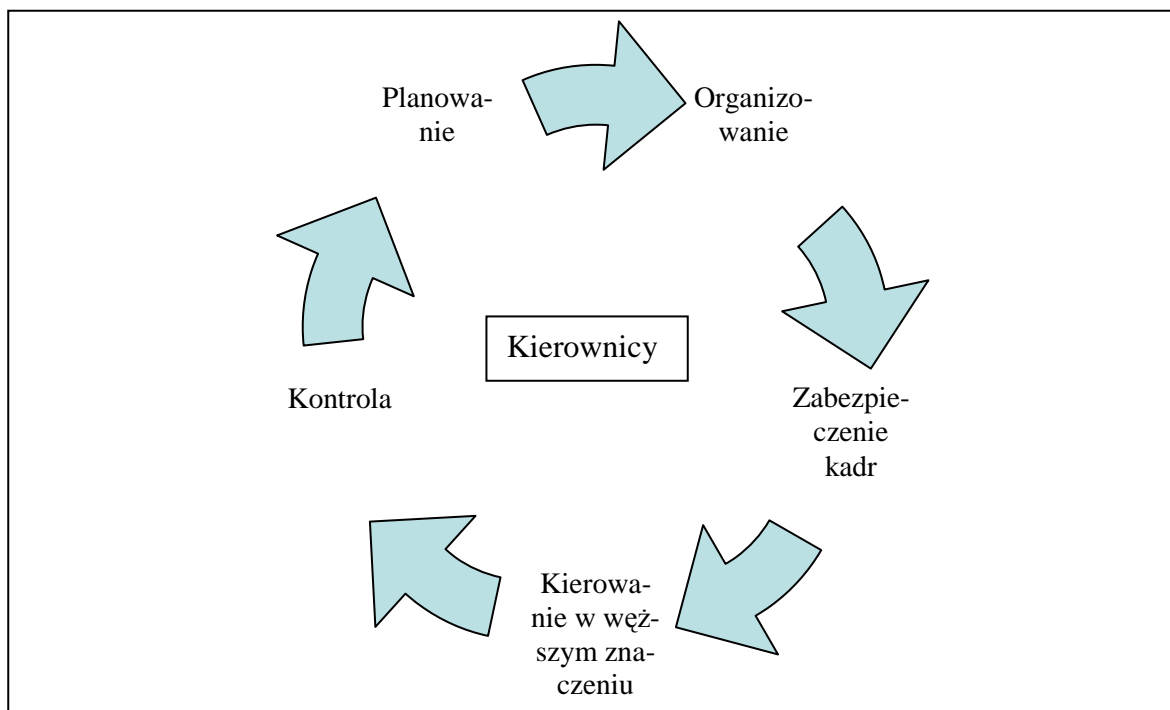 Planowa-
nie
Organizo-
wanie
Kierownicy
Kontrola
Zabezpie-
czenie
kadr
Kierowa-
nie w węż-
szym zna-
czeniu